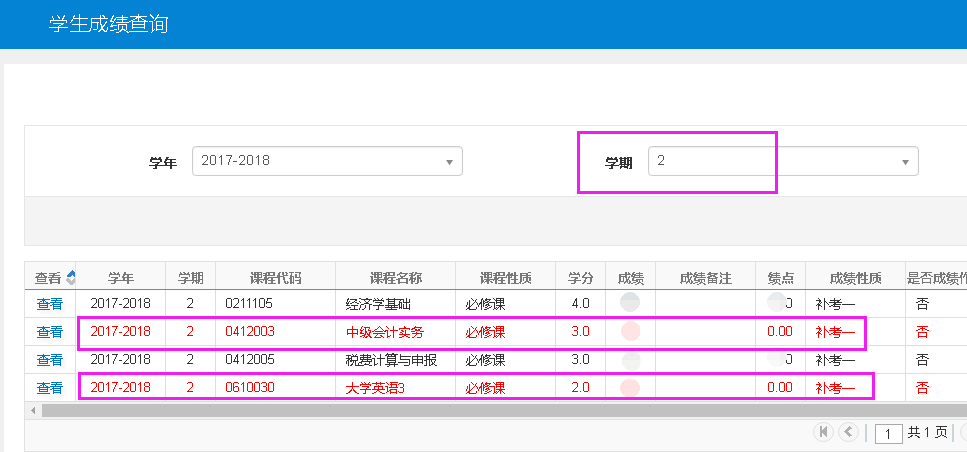 学生成绩查询
学年 2017-2018 学期 2
查看 学年 学期 课程代码 课程名称 课程性质 学分 成绩 成绩备注 绩点 成绩性质 是否成绩作
查看 2017-2018 2 0211105 经济学基础 必修课 4.0 0 补考一 否
查看 2017-2018 2 0412003 中级会计实务 必修课 3.0 0.00 补考一 否
查看 2017-2018 2 0412005 税费计算与申报 必修课 3.0 0 补考一 否
查看 2017-2018 2 0610030 大学英语3 必修课 2.0 0.00 补考一 否
1 共 1 页